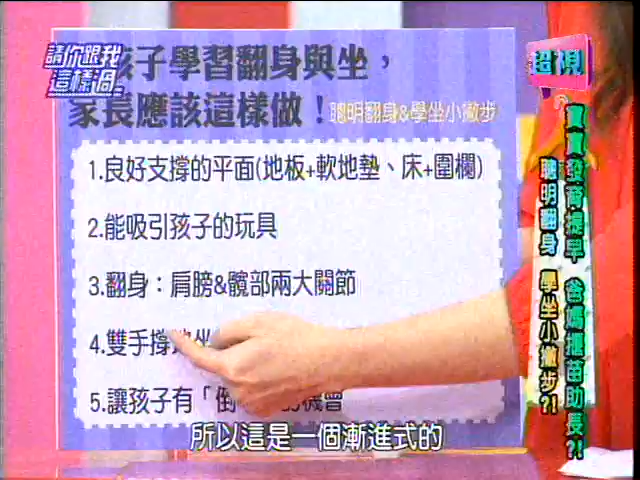 請你跟我
這樣過
孩子學習翻身與坐，
家長應該這樣做！
聰明翻身&學坐小撇步
1.良好支撐的平面(地板+軟地墊、床+圍欄)
2.能吸引孩子的玩具
3.翻身：肩膀&髖部兩大關節
4.雙手撐地坐
5.讓孩子有「倒 的機會
所以這是一個漸進式的
超視
寶寶發育提早 爸媽揠苗助長?!
聰明翻身 學坐小撇步?!